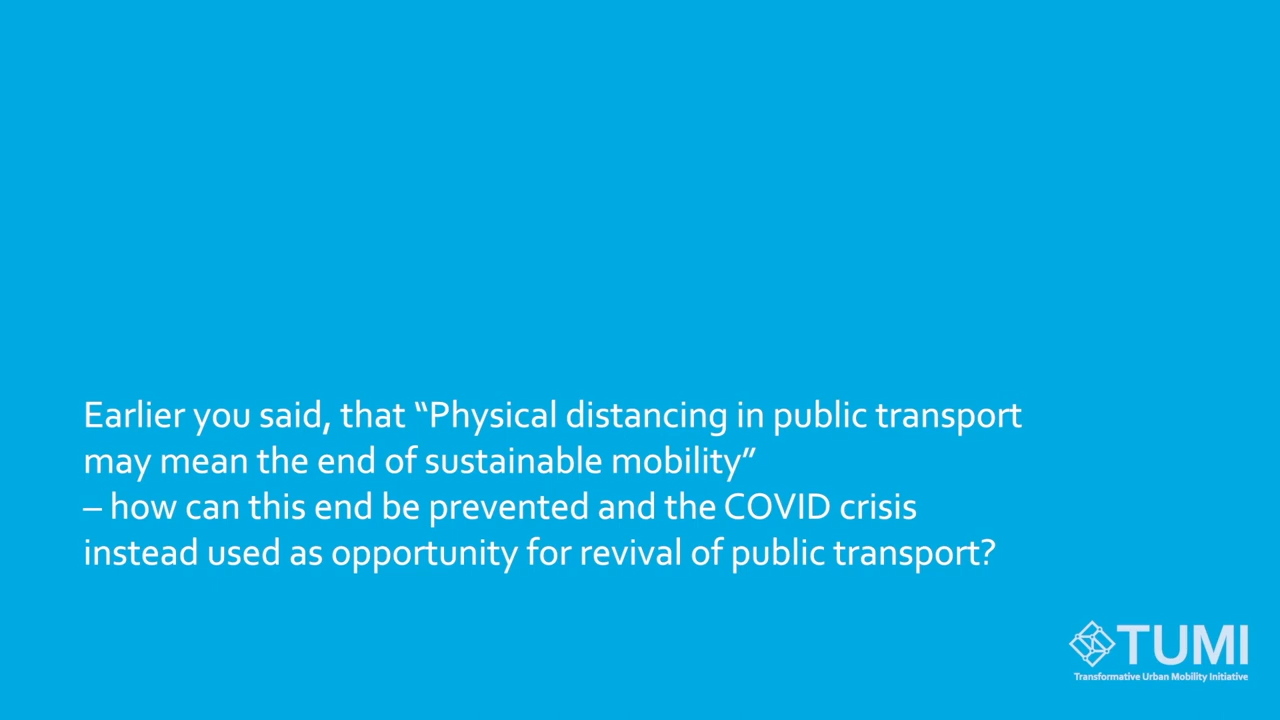 Earlier you said, that “Physical distancing in public transport
may mean the end of sustainable mobility”
– how can this end be prevented and the COVID crisis
instead used as opportunity for revival of public transport?
TUMI
Transformative Urban Mobility Initiative